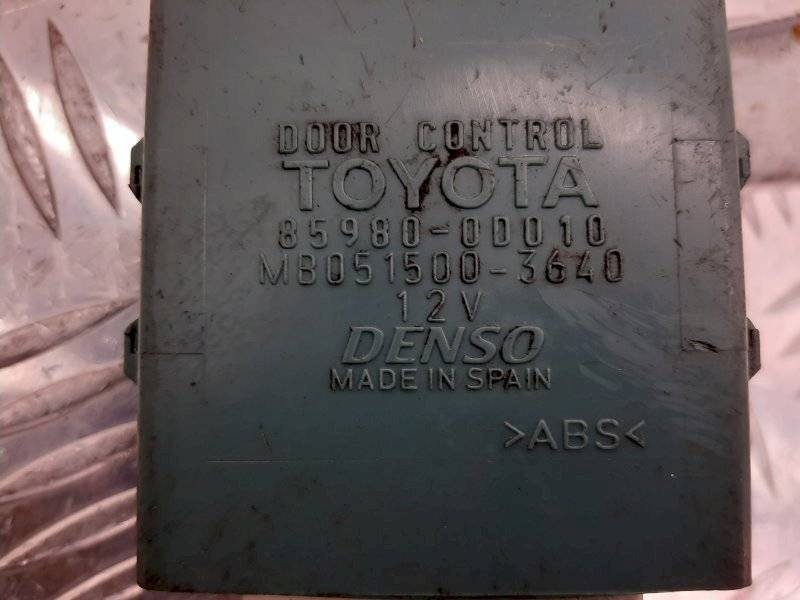 DOOR CONTROL
TOYOTA
85980-0D010
MB051500-3640
12V
DENSO
MADE IN SPAIN
>ABS<